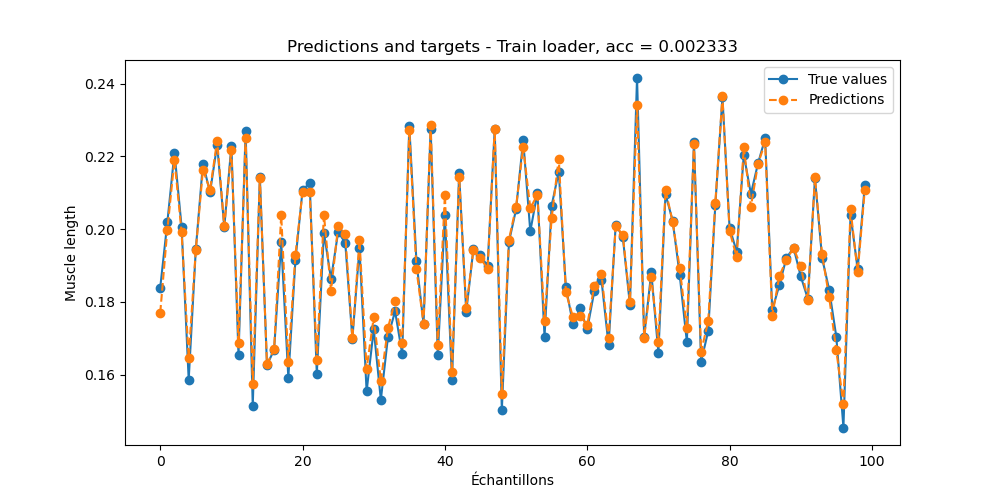 Predictions and targets - Train loader, acc = 0.002333
True values
Predictions
0.24
0.22
0.20
0.18
0.16
Muscle length
0 20 40 60 80 100
Échantillons